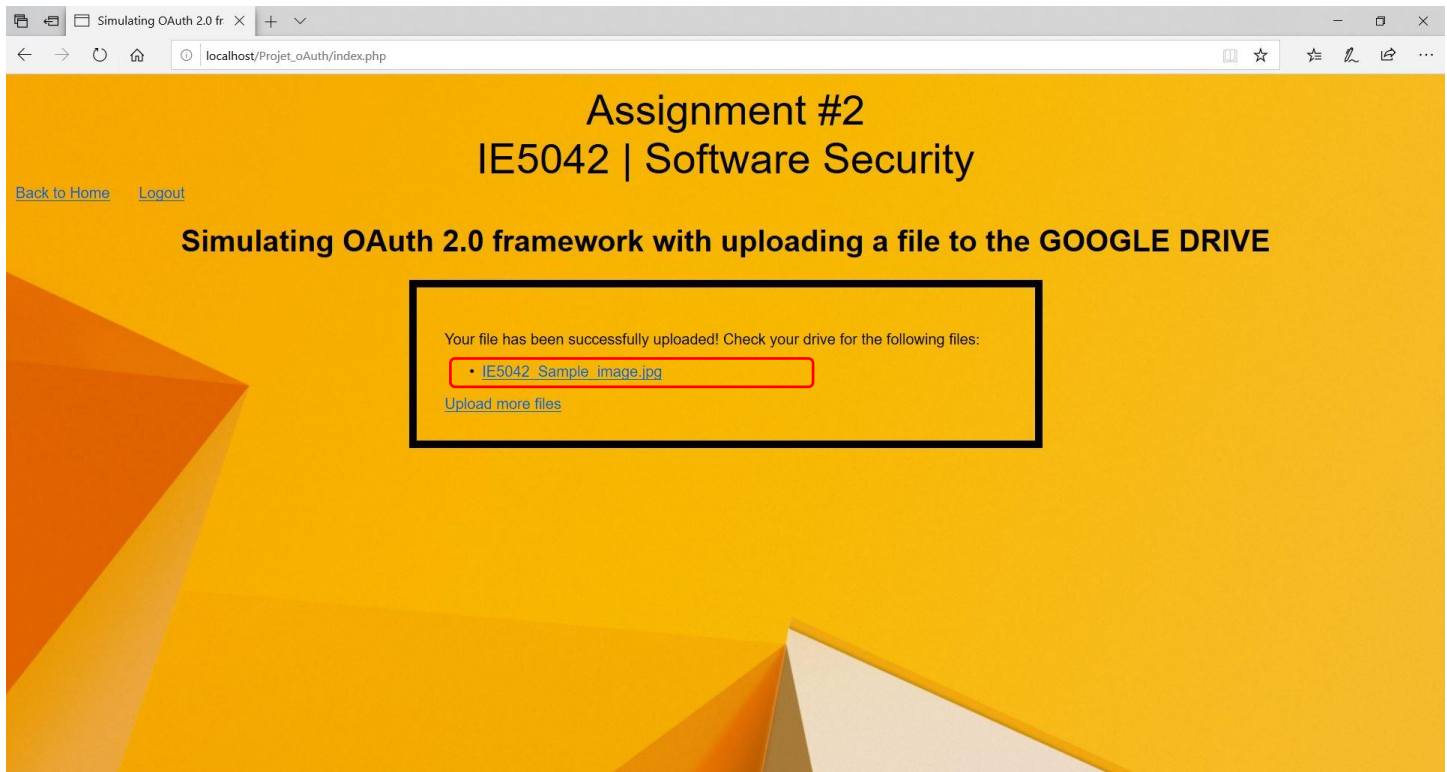 Simulating OAuth 2.0 fr
localhost/Projet_oAuth/index.php
Assignment #2
IE5042 | Software Security
Back to Home Logout
Simulating OAuth 2.0 framework with uploading a file to the GOOGLE DRIVE
Your file has been successfully uploaded! Check your drive for the following files:
• IE5042_Sample_image.jpg
Upload more files